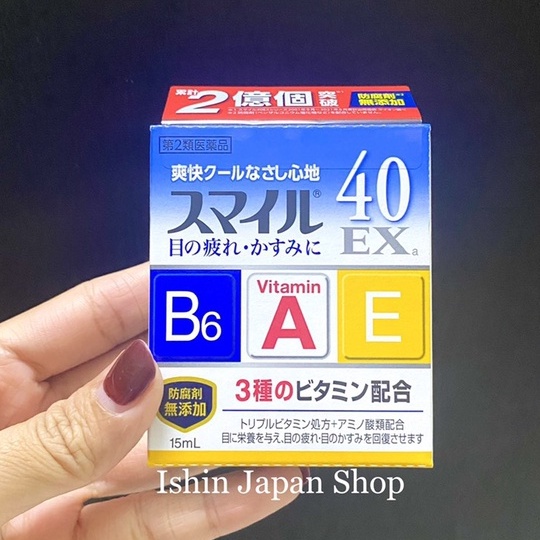 累計2億個突破
防腐剤
無添加
第2類医薬品
爽快クールなさし心地
スマイル®
40
EXa
目の疲れ・かすみに
B6
Vitamin
A
E
防腐剤
無添加
3種のビタミン配合
15mL
トリプルビタミン処方+アミノ酸類配合
目に栄養を与え、目の疲れ・目のかすみを回復させます
Ishin Japan Shop